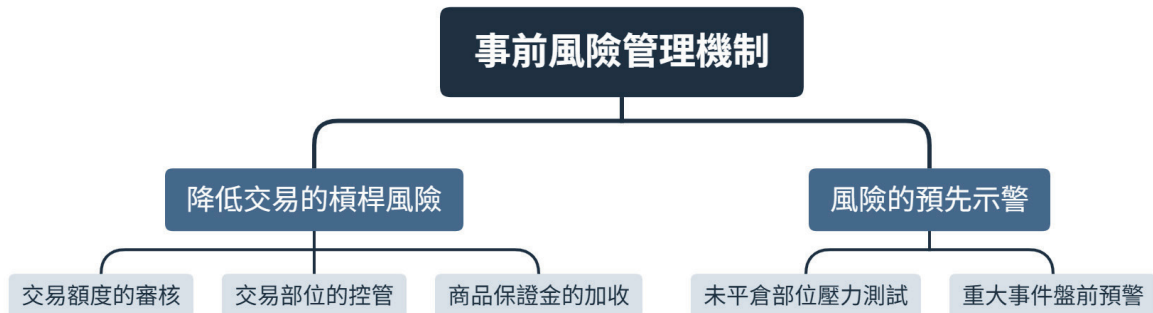 事前風險管理機制
降低交易的槓桿風險
風險的預先示警
交易額度的審核
交易部位的控管
商品保證金的加收
未平倉部位壓力測試
重大事件盤前預警